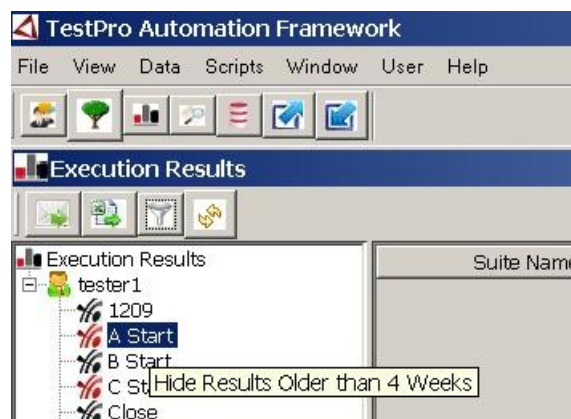 TestPro Automation Framework
File View Data Scripts Window User Help
Execution Results
Execution Results
Suite Name
tester1
1209
A Start
B Start
C St
Hide Results Older than 4 Weeks
Close